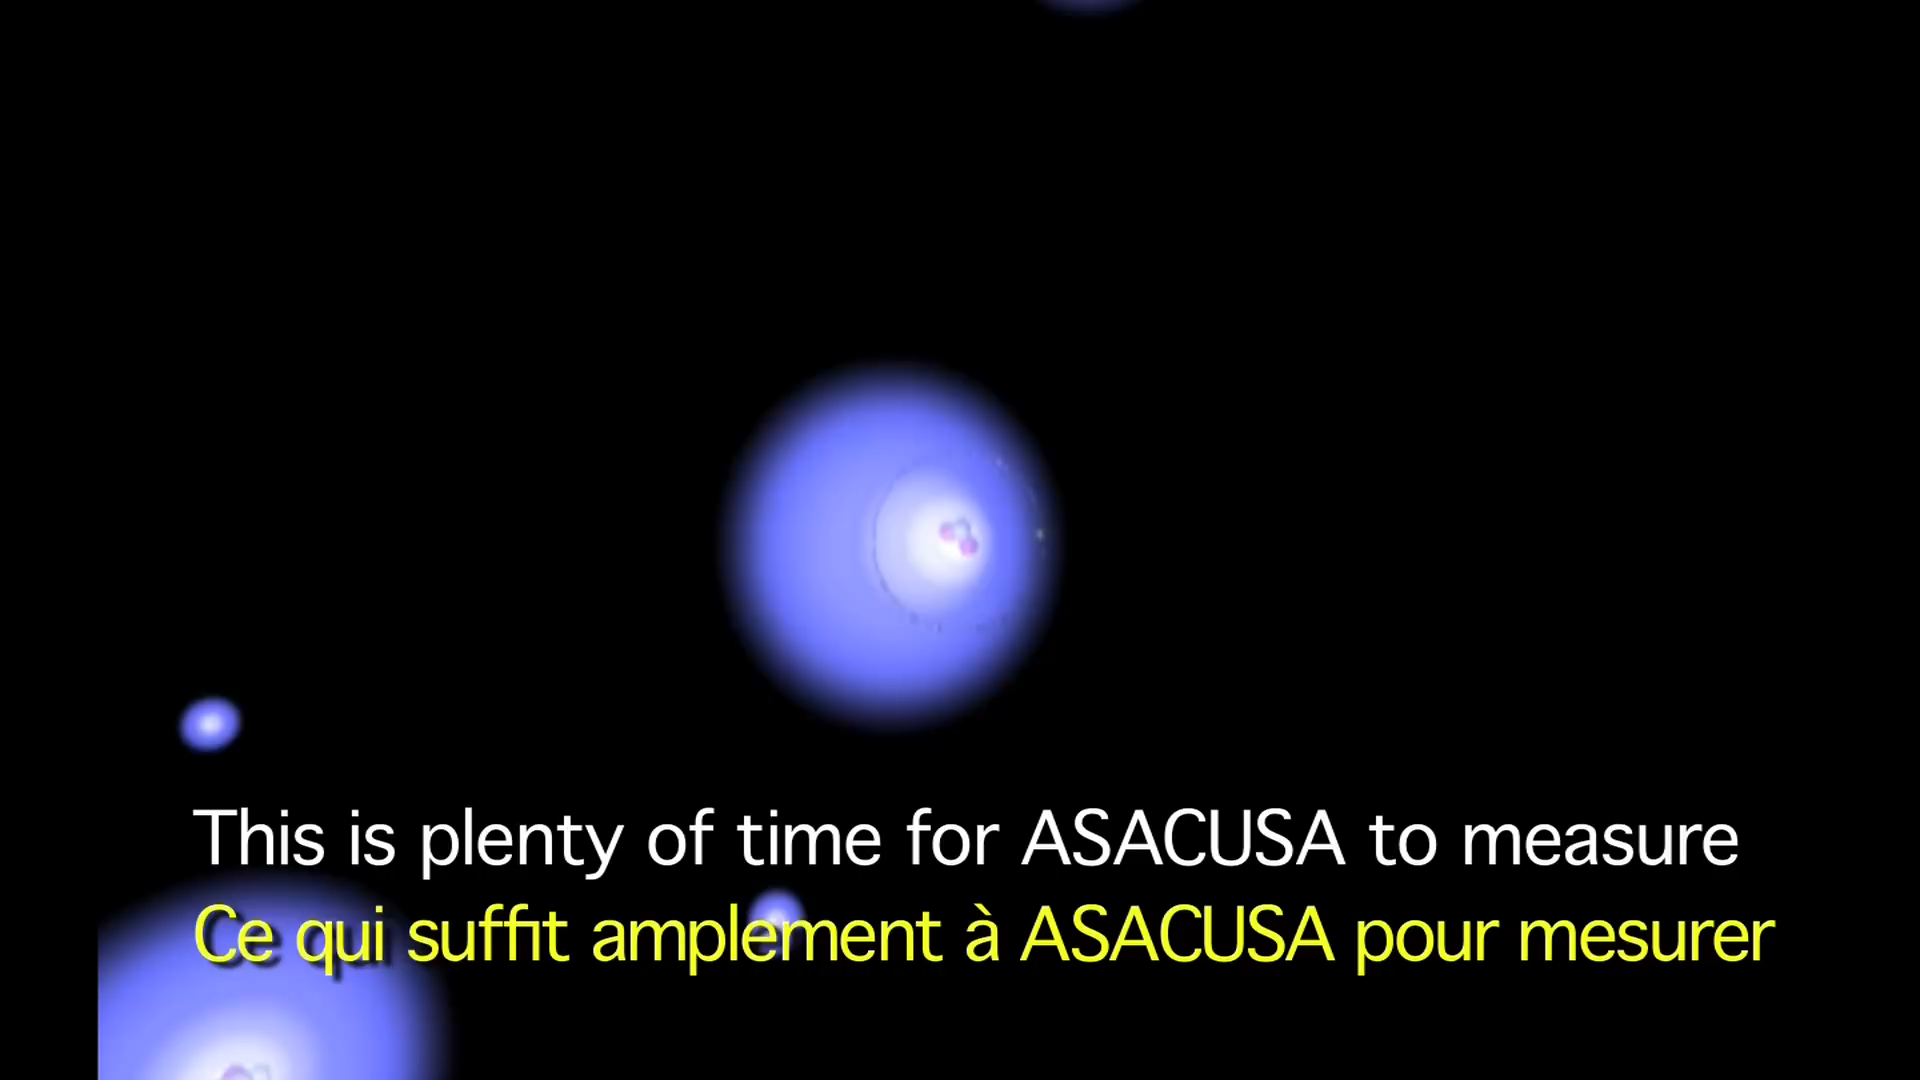 This is plenty of time for ASACUSA to measure
Ce qui suffit amplement à ASACUSA pour mesurer